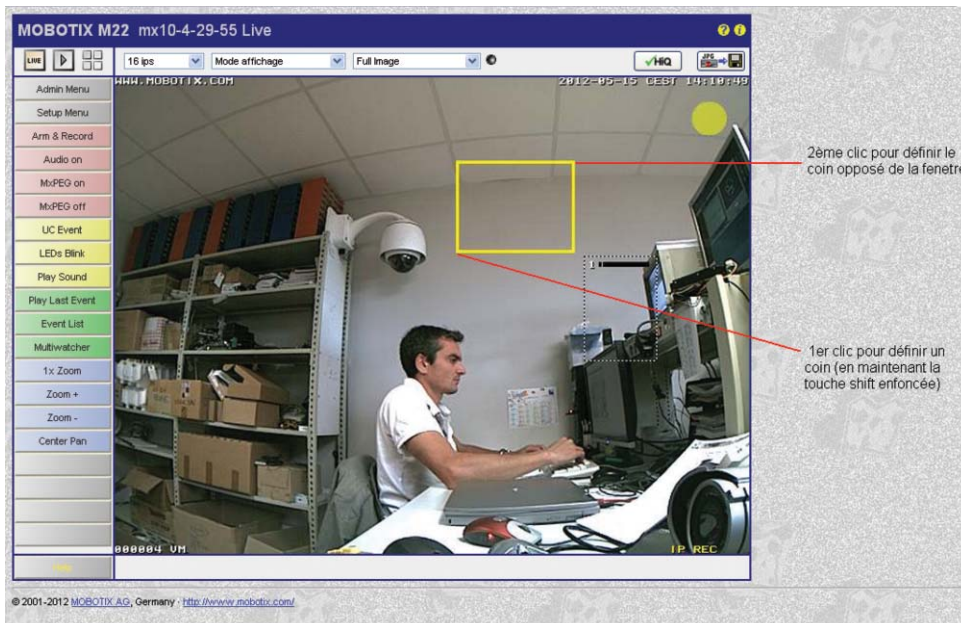 MOBOTIX M22 mx10-4-29-55 Live
LIVE
16 ips
Mode affichage
Full Image
HiQ
JPG
Admin Menu
Setup Menu
Arm & Record
Audio on
MxPEG on
MxPEG off
UC Event
LEDs Blink
Play Sound
Play Last Event
Event List
Multiwatcher
1x Zoom
Zoom +
Zoom -
Center Pan
Help
WWW.MOBOTIX.COM
2012-05-15 CEST 14:10:49
1
000004 VM
IP REC
2ème clic pour définir le
coin opposé de la fenetre
1er clic pour définir un
coin (en maintenant la
touche shift enfoncée)
© 2001-2012 MOBOTIX AG, Germany · http://www.mobotix.com/